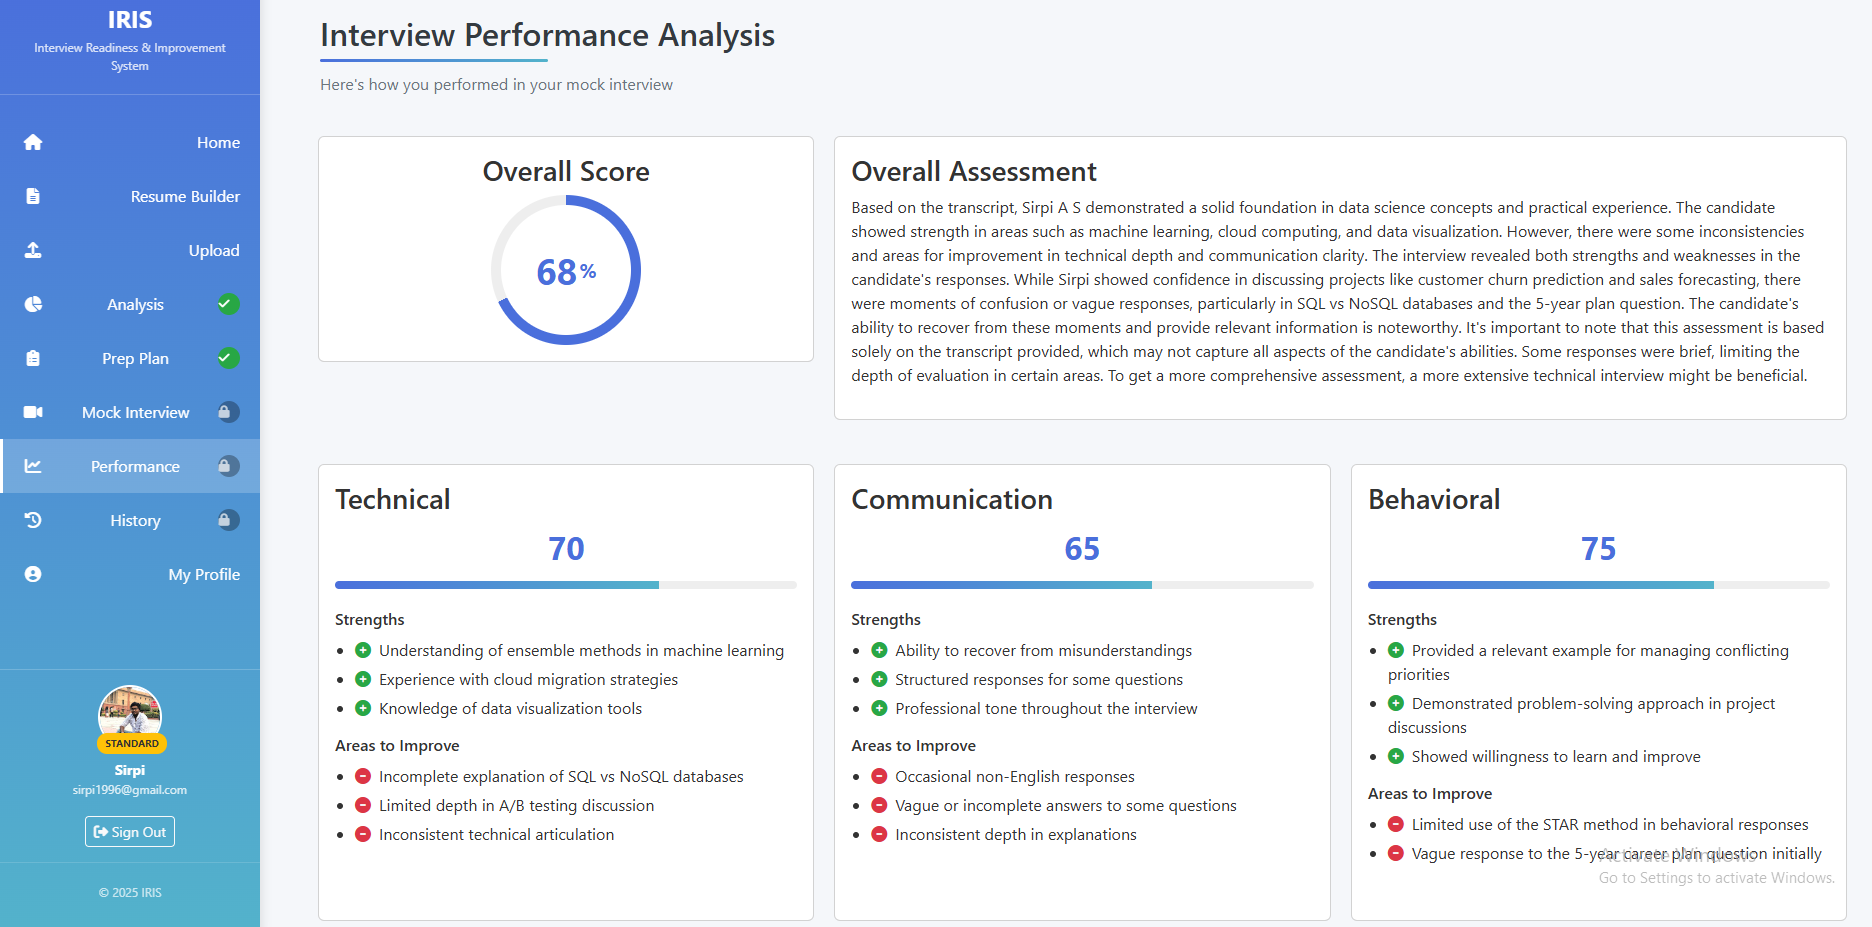 IRIS
Interview Readiness & Improvement
System
Home
Resume Builder
Upload
Analysis
Prep Plan
Mock Interview
Performance
History
My Profile
STANDARD
Sirpi
sirpi1996@gmail.com
Sign Out
© 2025 IRIS
Interview Performance Analysis
Here's how you performed in your mock interview
Overall Score
68%
Overall Assessment
Based on the transcript, Sirpi A S demonstrated a solid foundation in data science concepts and practical experience. The candidate
showed strength in areas such as machine learning, cloud computing, and data visualization. However, there were some inconsistencies
and areas for improvement in technical depth and communication clarity. The interview revealed both strengths and weaknesses in the
candidate's responses. While Sirpi showed confidence in discussing projects like customer churn prediction and sales forecasting, there
were moments of confusion or vague responses, particularly in SQL vs NoSQL databases and the 5-year plan question. The candidate's
ability to recover from these moments and provide relevant information is noteworthy. It's important to note that this assessment is based
solely on the transcript provided, which may not capture all aspects of the candidate's abilities. Some responses were brief, limiting the
depth of evaluation in certain areas. To get a more comprehensive assessment, a more extensive technical interview might be beneficial.
Technical
70
Strengths
Understanding of ensemble methods in machine learning
Experience with cloud migration strategies
Knowledge of data visualization tools
Areas to Improve
Incomplete explanation of SQL vs NoSQL databases
Limited depth in A/B testing discussion
Inconsistent technical articulation
Communication
65
Strengths
Ability to recover from misunderstandings
Structured responses for some questions
Professional tone throughout the interview
Areas to Improve
Occasional non-English responses
Vague or incomplete answers to some questions
Inconsistent depth in explanations
Behavioral
75
Strengths
Provided a relevant example for managing conflicting
priorities
Demonstrated problem-solving approach in project
discussions
Showed willingness to learn and improve
Areas to Improve
Limited use of the STAR method in behavioral responses
Vague response to the 5-year career plan question initially
Activate Windows
Go to Settings to activate Windows.